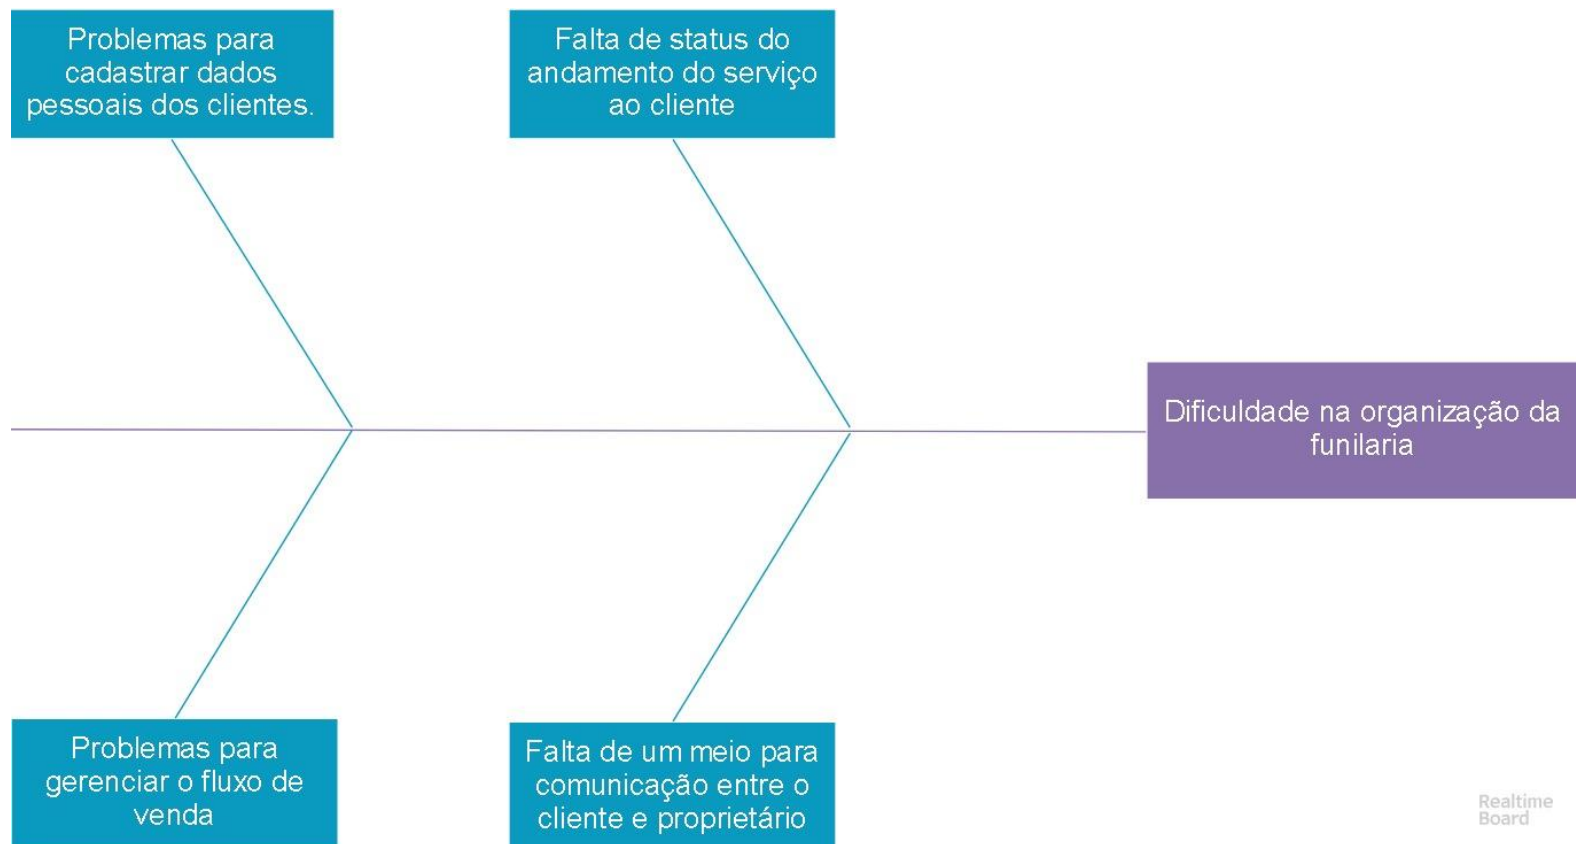 Problemas para
cadastrar dados
pessoais dos clientes.
Falta de status do
andamento do serviço
ao cliente
Dificuldade na organização da
funilaria
Problemas para
gerenciar o fluxo de
venda
Falta de um meio para
comunicação entre o
cliente e proprietário
Realtime
Board